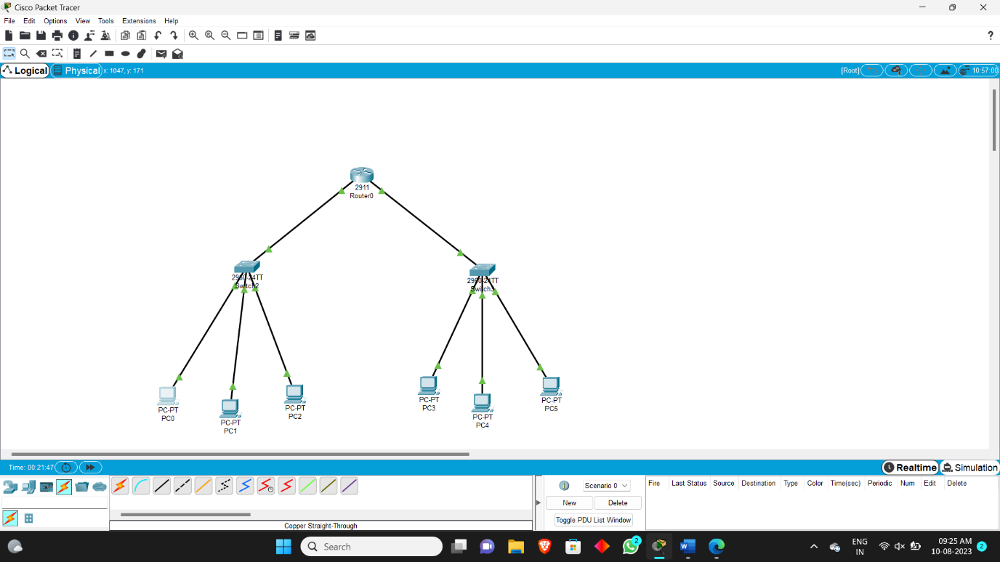 Cisco Packet Tracer
File Edit Options View Tools Extensions Help
?
Logical Physical x: 1047, y: 171 [Root] 10:57:00
2911
Router0
2960-24TT
Switch2
2960-24TT
Switch3
PC-PT
PC0
PC-PT
PC1
PC-PT
PC2
PC-PT
PC3
PC-PT
PC4
PC-PT
PC5
Time: 00:21:47 Realtime Simulation
Scenario 0
New Delete
Toggle PDU List Window
Fire Last Status Source Destination Type Color Time(sec) Periodic Num Edit Delete
Copper Straight-Through
Search
2
ENG
IN
09:25 AM
10-08-2023
2